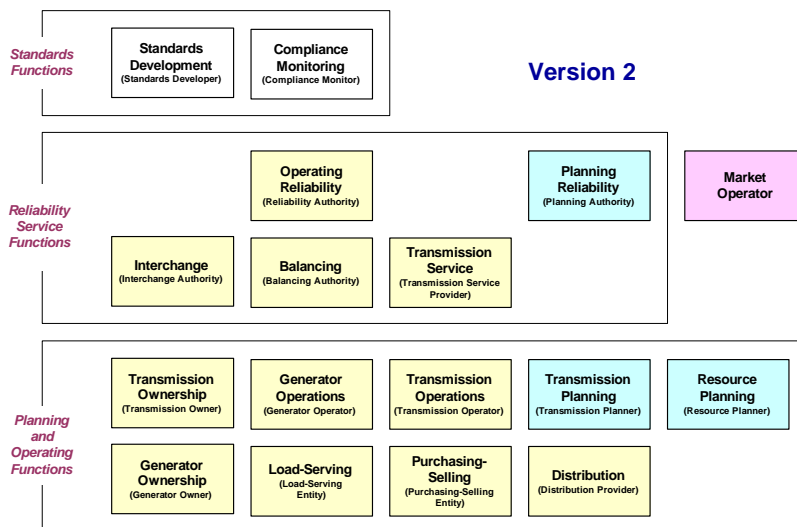 Standards
Functions
Standards
Development
(Standards Developer)
Compliance
Monitoring
(Compliance Monitor)
Version 2
Reliability
Service
Functions
Operating
Reliability
(Reliability Authority)
Planning
Reliability
(Planning Authority)
Market
Operator
Interchange
(Interchange Authority)
Balancing
(Balancing Authority)
Transmission
Service
(Transmission Service
Provider)
Planning
and
Operating
Functions
Transmission
Ownership
(Transmission Owner)
Generator
Operations
(Generator Operator)
Transmission
Operations
(Transmission Operator)
Transmission
Planning
(Transmission Planner)
Resource
Planning
(Resource Planner)
Generator
Ownership
(Generator Owner)
Load-Serving
(Load-Serving
Entity)
Purchasing-
Selling
(Purchasing-Selling
Entity)
Distribution
(Distribution Provider)